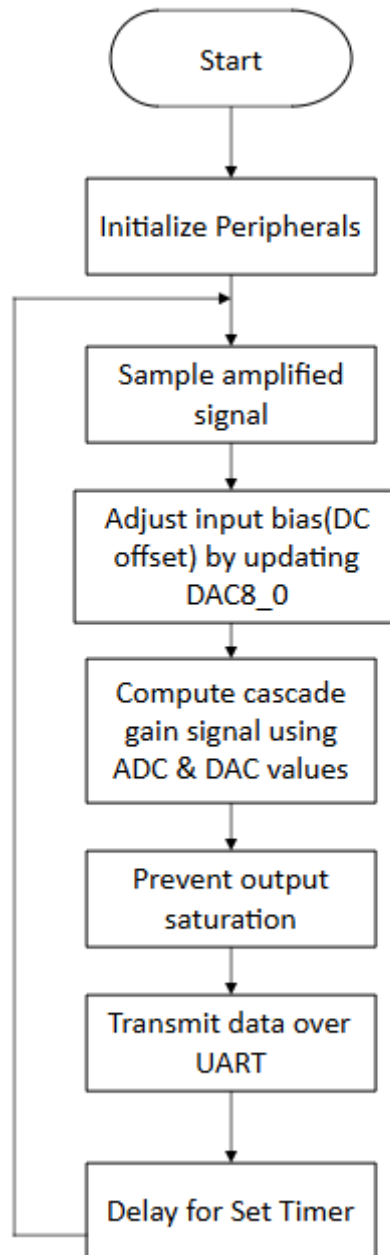 Start
Initialize Peripherals
Sample amplified
signal
Adjust input bias(DC
offset) by updating
DAC8_0
Compute cascade
gain signal using
ADC & DAC values
Prevent output
saturation
Transmit data over
UART
Delay for Set Timer